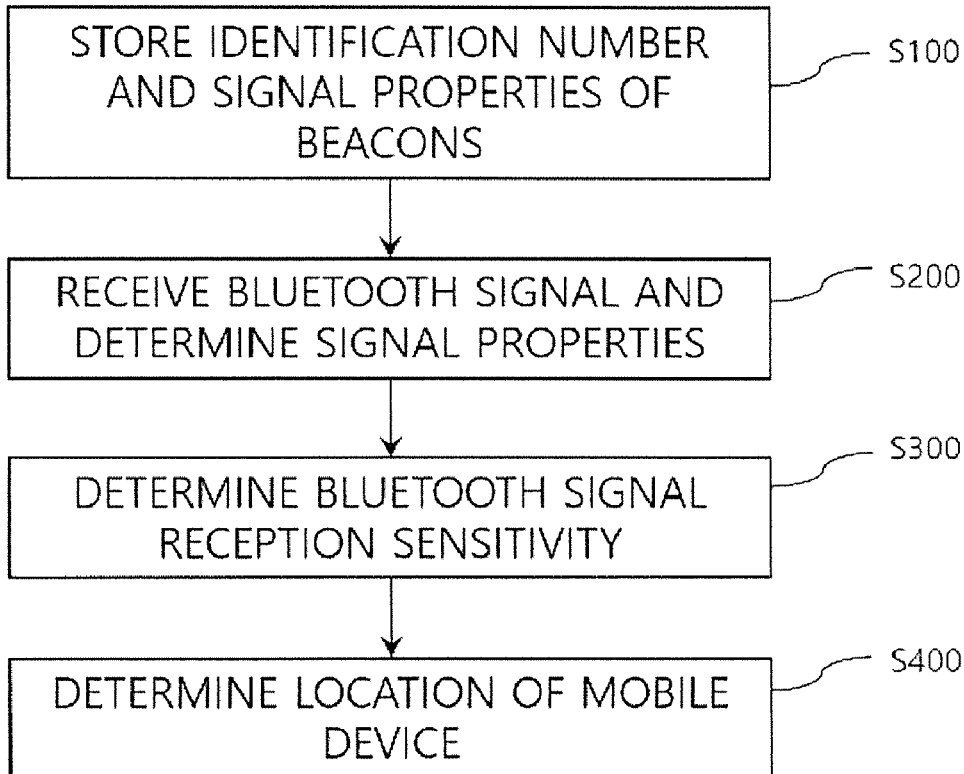 STORE IDENTIFICATION NUMBER
AND SIGNAL PROPERTIES OF
BEACONS
S100
RECEIVE BLUETOOTH SIGNAL AND
DETERMINE SIGNAL PROPERTIES
S200
DETERMINE BLUETOOTH SIGNAL
RECEPTION SENSITIVITY
S300
DETERMINE LOCATION OF MOBILE
DEVICE
S400